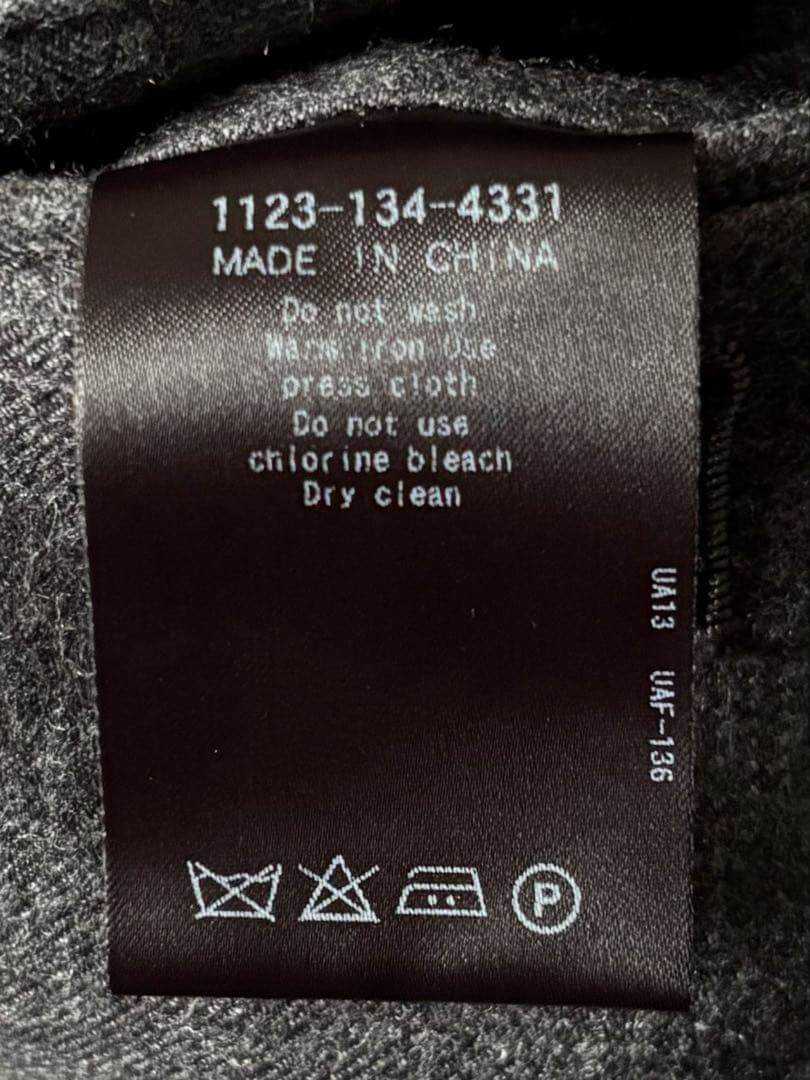 1123-134-4331
MADE IN CHINA
Do not wash
Warm iron Use
press cloth
Do not use
chlorine bleach
Dry clean
UA13 UAF-136
P